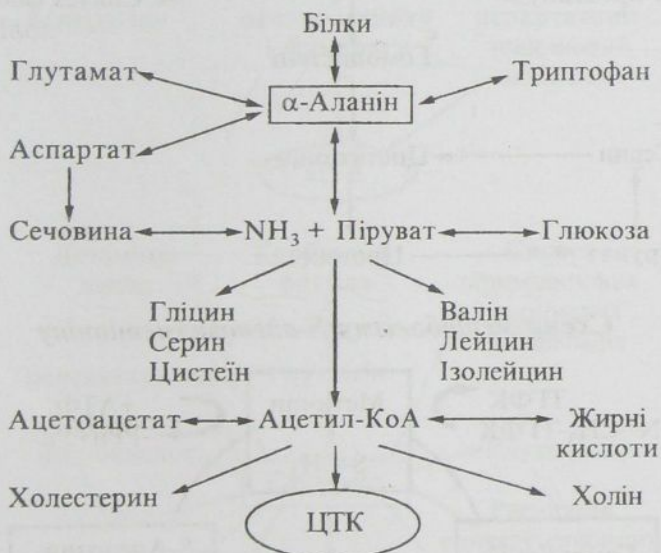 Білки
Глутамат
Триптофан
α-Аланін
Аспартат
Сечовина
NH₃ + Піруват
Глюкоза
Гліцин
Серин
Цистеїн
Валін
Лейцин
Ізолейцин
Ацетоацетат
Ацетил-КоА
Жирні
кислоти
Холестерин
Холін
ЦТК